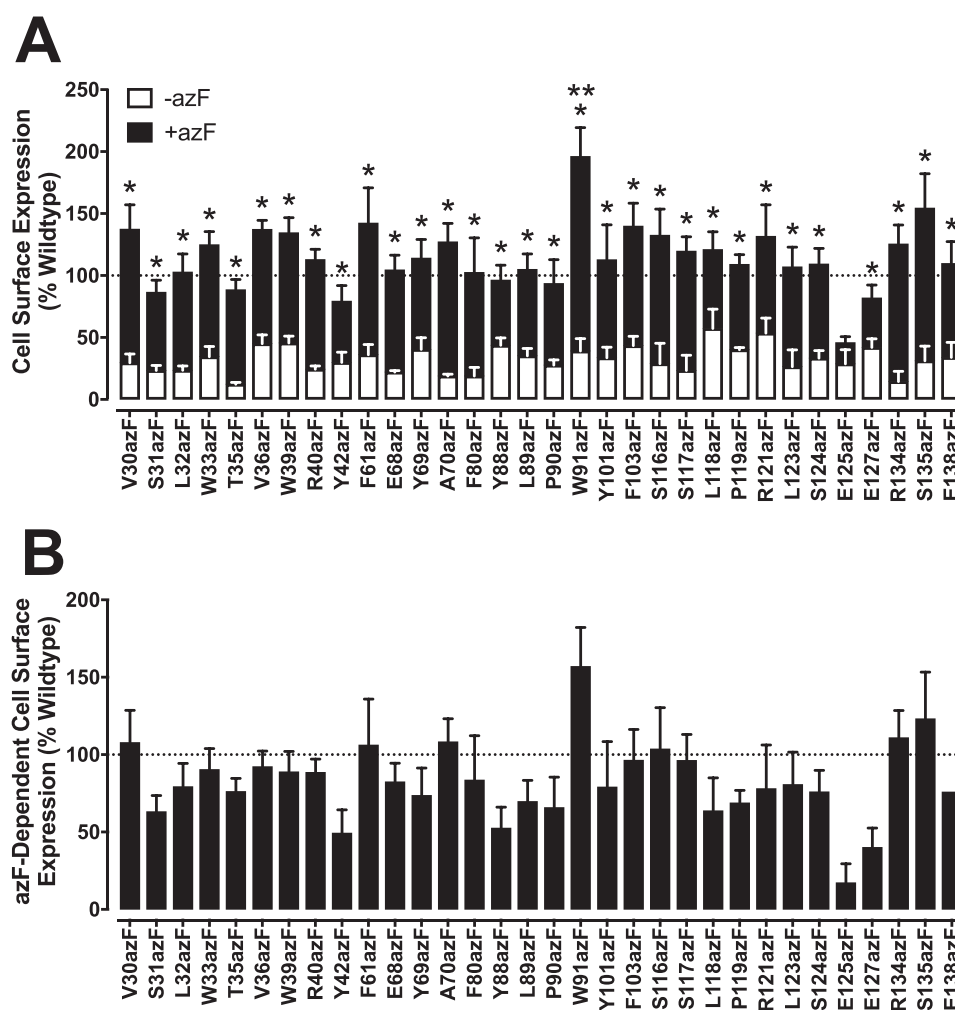 A
Cell Surface Expression
(% Wildtype)
250
200
150
100
50
0
-azF
+azF
* * * * * * * * * * * * * * * * * ** * * * * * * * * * * * * * * *
V30azF
S31azF
L32azF
W33azF
T35azF
V36azF
W39azF
R40azF
Y42azF
F61azF
E68azF
Y69azF
A70azF
F80azF
Y88azF
L89azF
P90azF
W91azF
Y101azF
F103azF
S116azF
S117azF
L118azF
P119azF
R121azF
L123azF
S124azF
E125azF
E127azF
R134azF
S135azF
F138azF
B
azF-Dependent Cell Surface
Expression (% Wildtype)
200
150
100
50
0
V30azF
S31azF
L32azF
W33azF
T35azF
V36azF
W39azF
R40azF
Y42azF
F61azF
E68azF
Y69azF
A70azF
F80azF
Y88azF
L89azF
P90azF
W91azF
Y101azF
F103azF
S116azF
S117azF
L118azF
P119azF
R121azF
L123azF
S124azF
E125azF
E127azF
R134azF
S135azF
F138azF